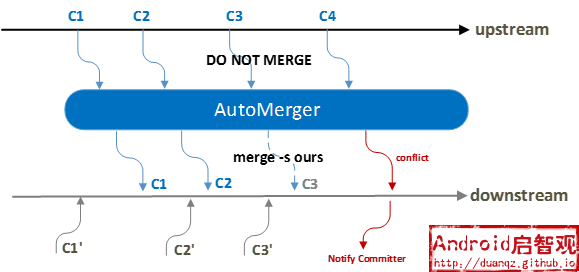 C1 C2 C3 C4
upstream
DO NOT MERGE
AutoMerger
merge -s ours
conflict
C1 C2 C3
downstream
C1' C2' C3'
Notify Committer
Android启智观
http://duanqz.github.io